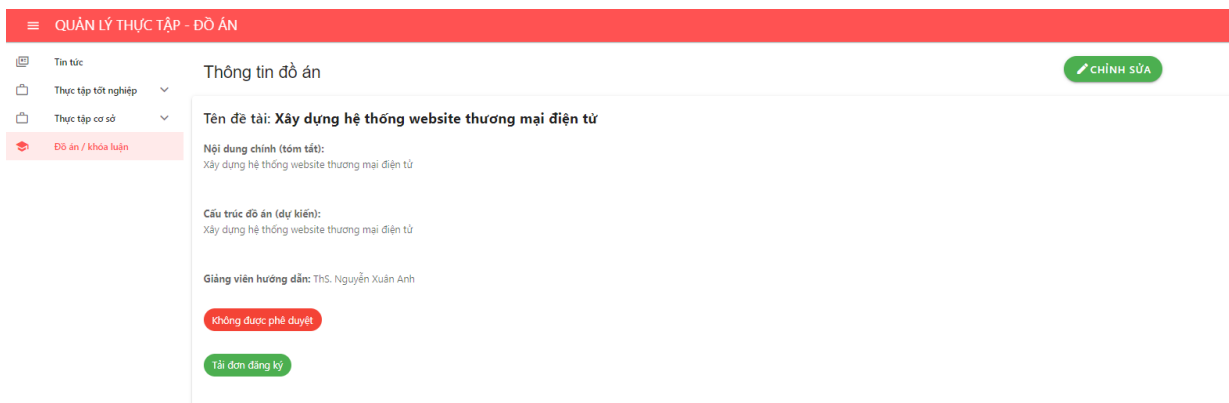 QUẢN LÝ THỰC TẬP - ĐỒ ÁN
Tin tức
Thực tập tốt nghiệp
Thực tập cơ sở
Đồ án / khóa luận
Thông tin đồ án
CHỈNH SỬA
Tên đề tài: Xây dựng hệ thống website thương mại điện tử
Nội dung chính (tóm tắt):
Xây dựng hệ thống website thương mại điện tử
Cấu trúc đồ án (dự kiến):
Xây dựng hệ thống website thương mại điện tử
Giảng viên hướng dẫn: ThS. Nguyễn Xuân Anh
Không được phê duyệt
Tải đơn đăng ký